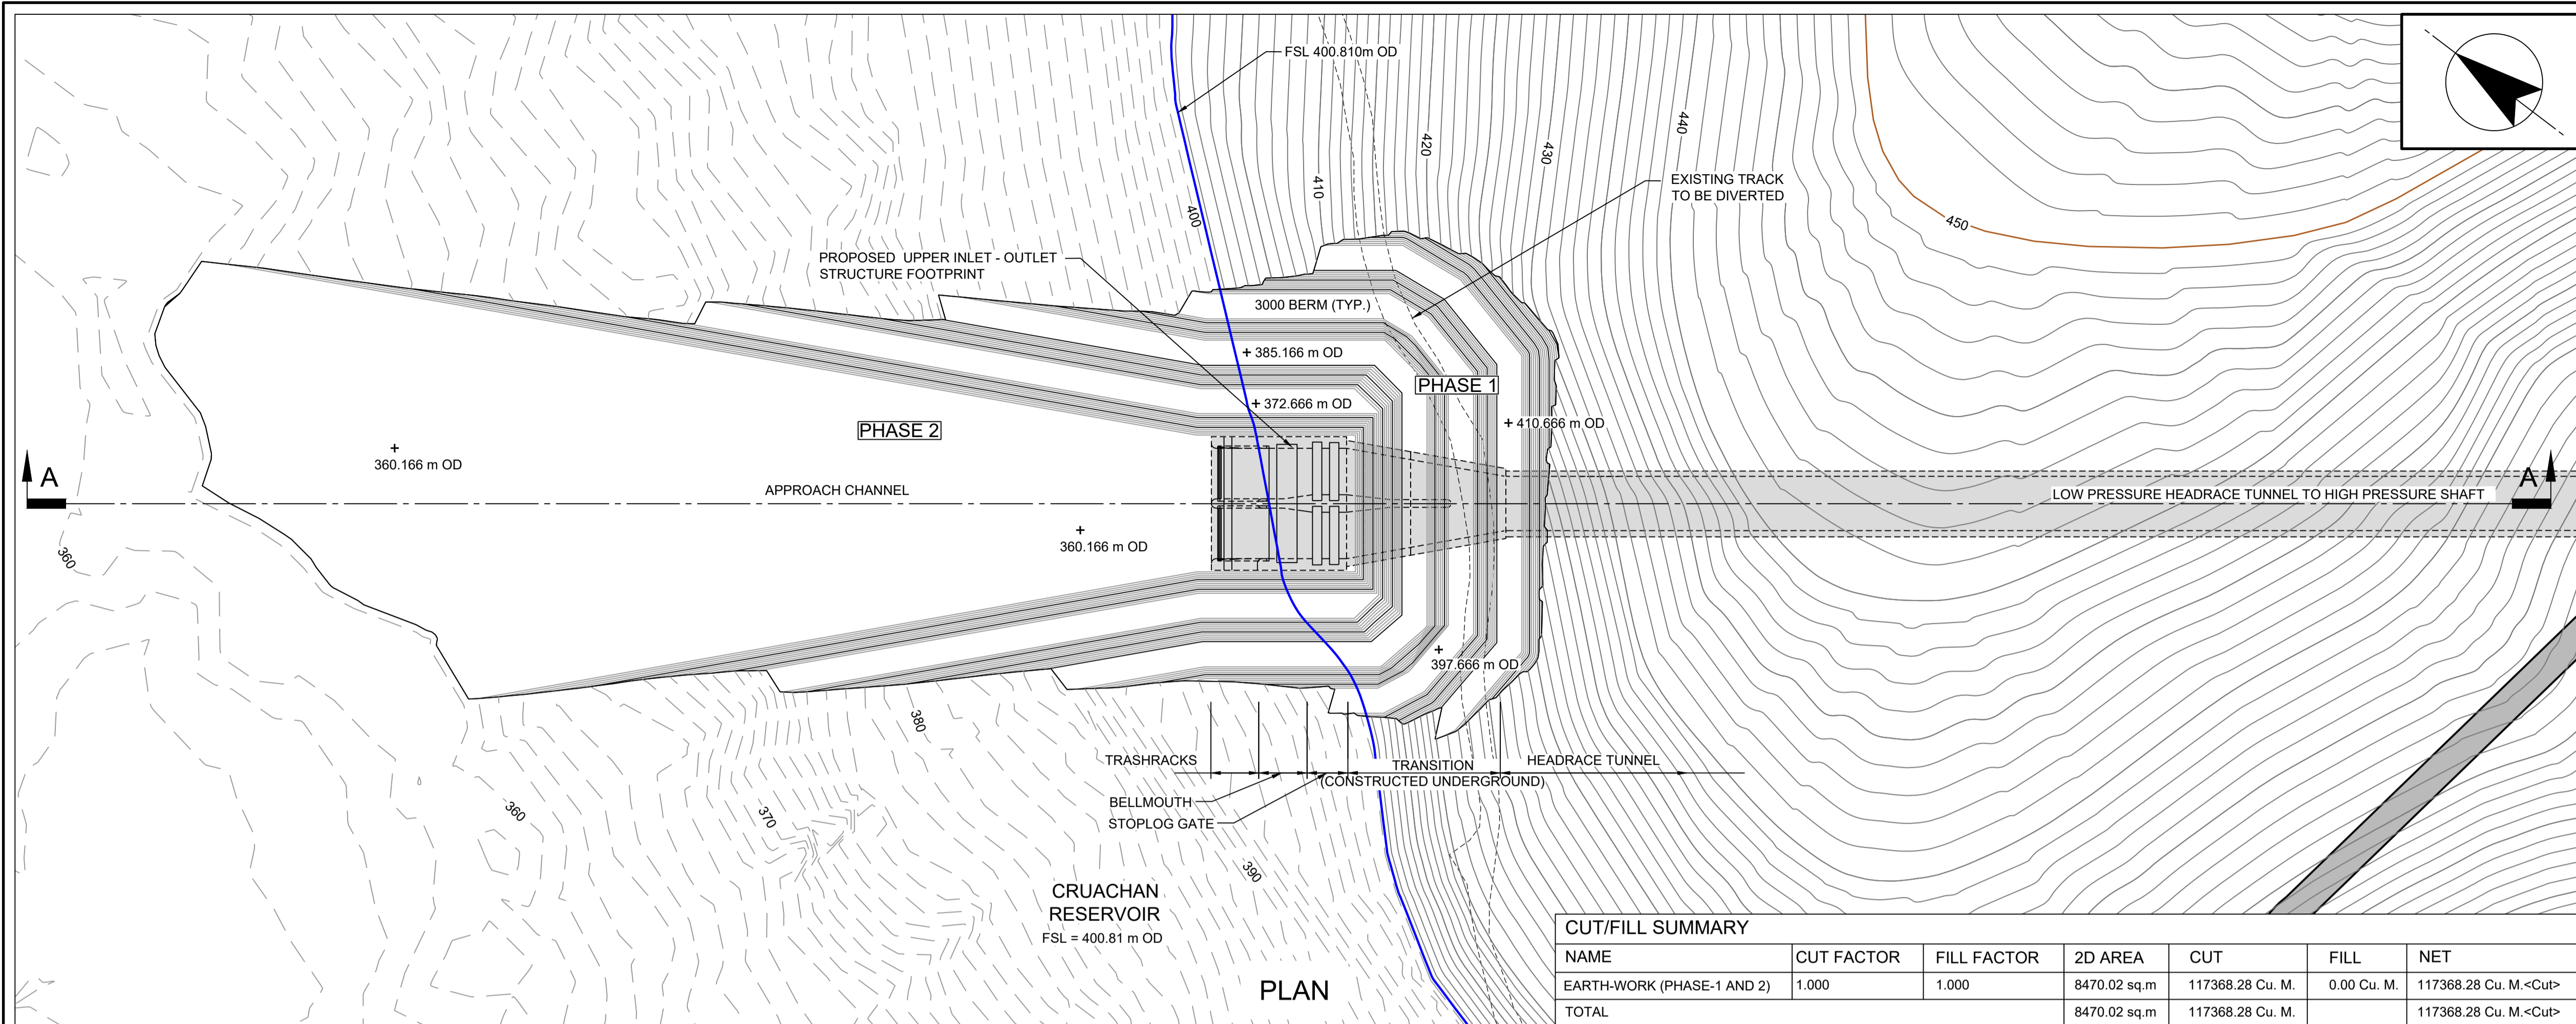 FSL 400.810m OD
440
420
430
410
EXISTING TRACK
TO BE DIVERTED
400
450
PROPOSED  UPPER INLET - OUTLET
STRUCTURE FOOTPRINT
3000 BERM (TYP.)
385.166 m OD
PHASE 1
372.666 m OD
410.666 m OD
PHASE 2
360.166 m OD
A
APPROACH CHANNEL
LOW PRESSURE HEADRACE TUNNEL TO HIGH PRESSURE SHAFT
A
360.166 m OD
360
397.666 m OD
380
TRASHRACKS
TRANSITION
(CONSTRUCTED UNDERGROUND)
HEADRACE TUNNEL
BELLMOUTH
STOPLOG GATE
360
370
390
CRUACHAN
RESERVOIR
FSL = 400.81 m OD
PLAN
CUT/FILL SUMMARY
NAME CUT FACTOR FILL FACTOR 2D AREA CUT FILL NET
EARTH-WORK (PHASE-1 AND 2) 1.000 1.000 8470.02 sq.m 117368.28 Cu. M. 0.00 Cu. M. 117368.28 Cu. M.<Cut>
TOTAL 8470.02 sq.m 117368.28 Cu. M. 117368.28 Cu. M.<Cut>